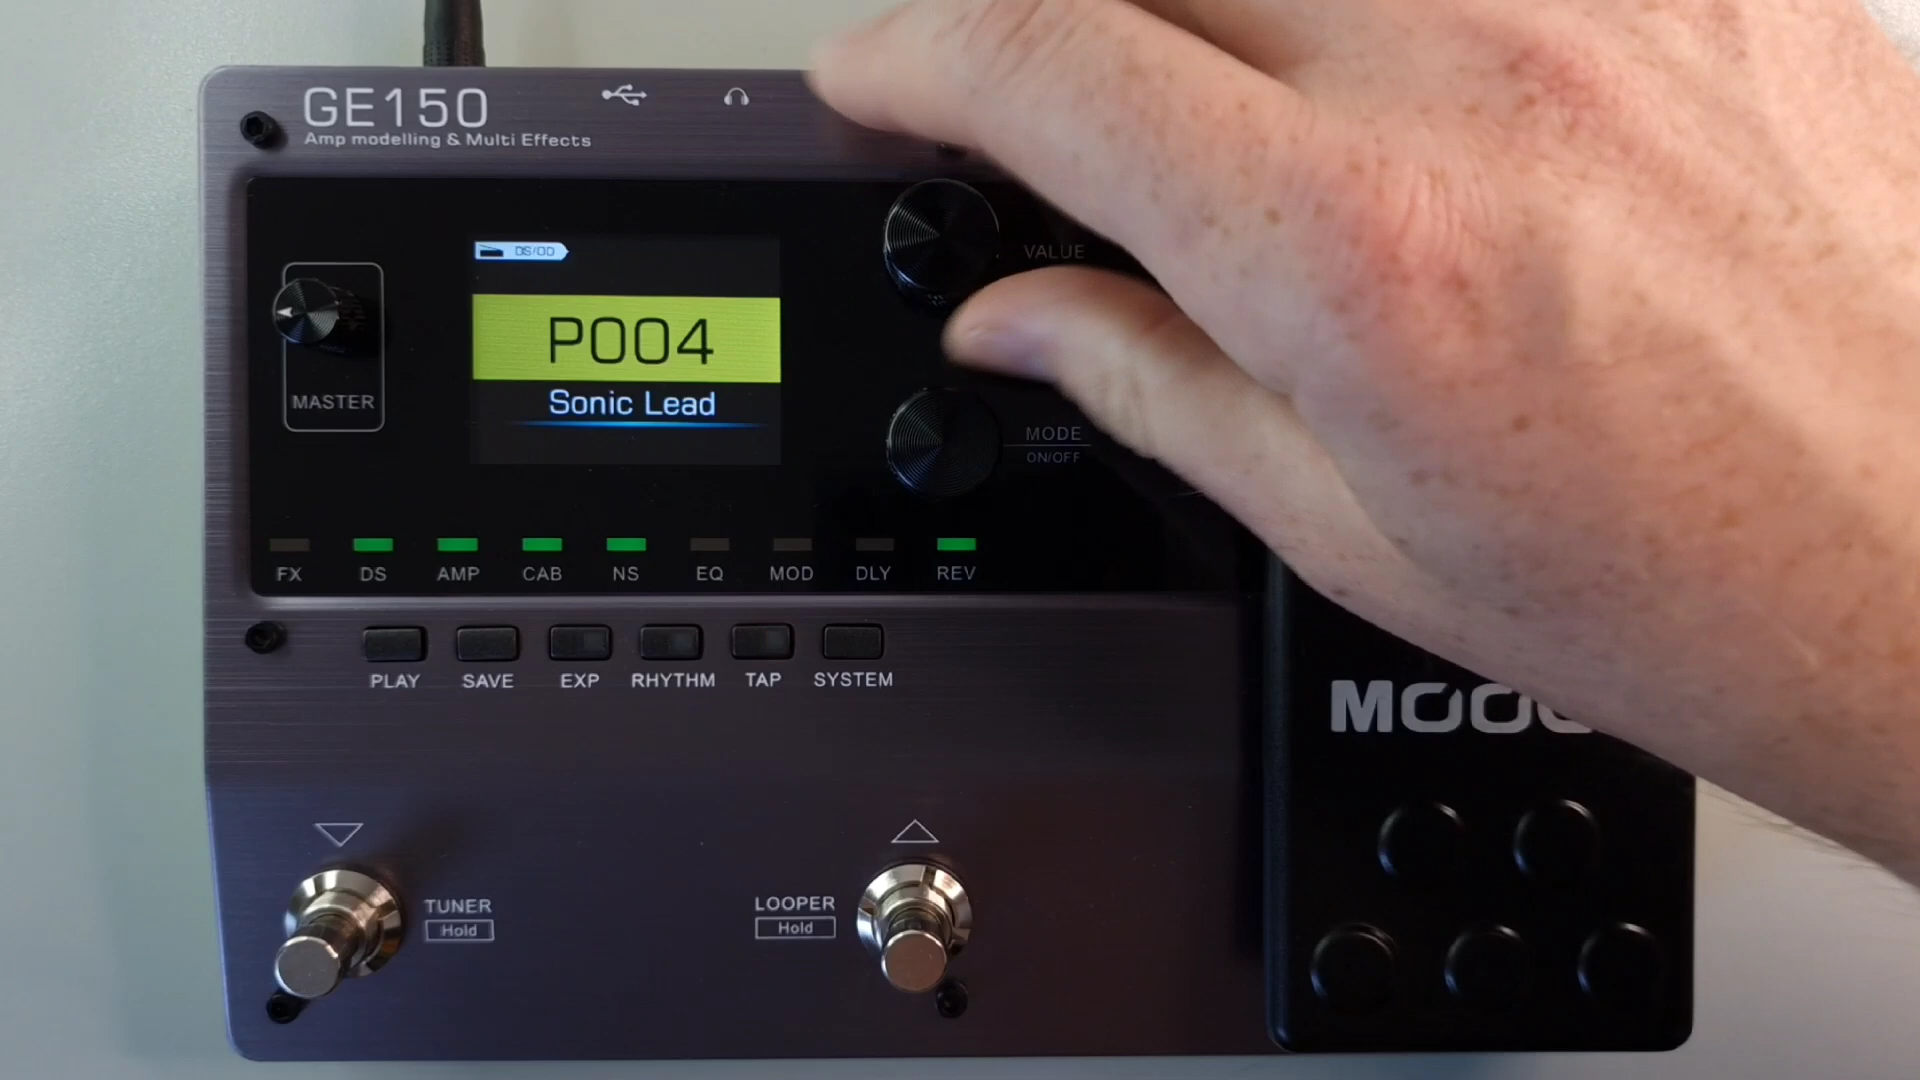 GE150
Amp modelling & Multi Effects
DS/OD
VALUE
P004
Sonic Lead
MASTER
MODE
ON/OFF
FX DS AMP CAB NS EQ MOD DLY REV
PLAY SAVE EXP RHYTHM TAP SYSTEM
TUNER
Hold
LOOPER
Hold